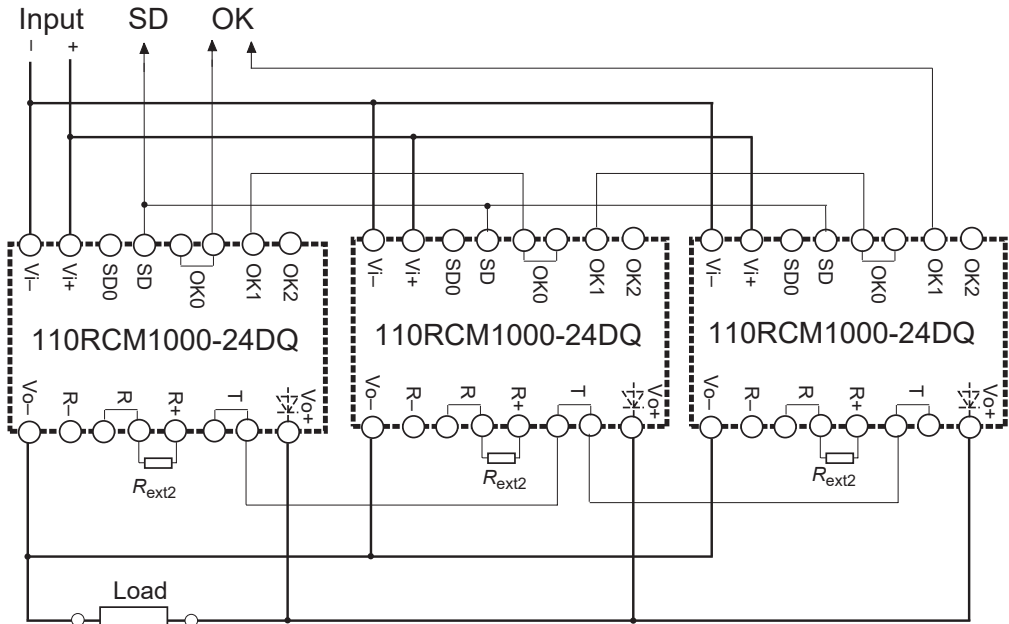 Input SD OK
– +
Vi– Vi+ SD0 SD OK0 OK1 OK2
Vi– Vi+ SD0 SD OK0 OK1 OK2
Vi– Vi+ SD0 SD OK0 OK1 OK2
110RCM1000-24DQ
110RCM1000-24DQ
110RCM1000-24DQ
Vo– R– R R+ T Vo+
Vo– R– R R+ T Vo+
Vo– R– R R+ T Vo+
Rext2
Rext2
Rext2
Load